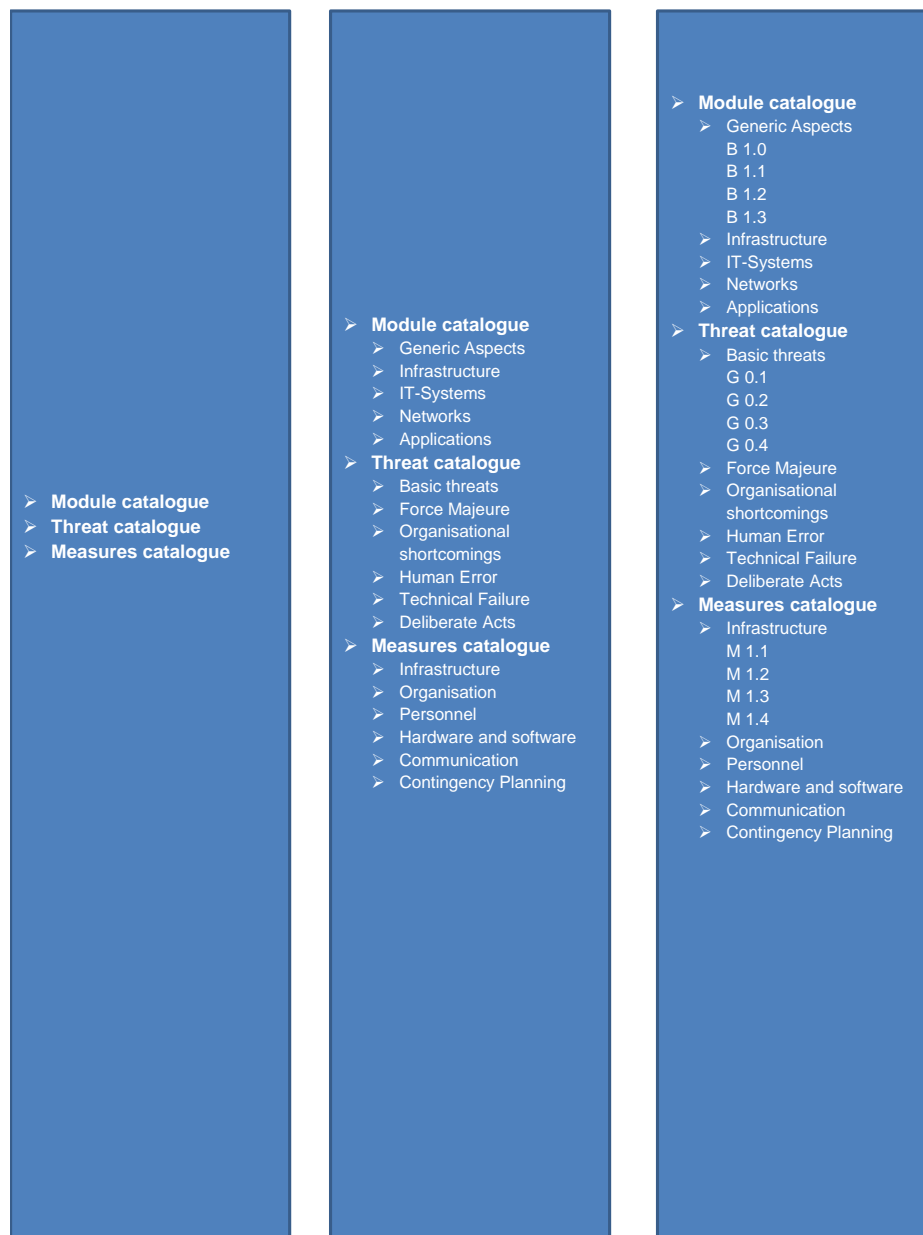 Module catalogue
Threat catalogue
Measures catalogue
Module catalogue
Generic Aspects
Infrastructure
IT-Systems
Networks
Applications
Threat catalogue
Basic threats
Force Majeure
Organisational
shortcomings
Human Error
Technical Failure
Deliberate Acts
Measures catalogue
Infrastructure
Organisation
Personnel
Hardware and software
Communication
Contingency Planning
Module catalogue
Generic Aspects
B 1.0
B 1.1
B 1.2
B 1.3
Infrastructure
IT-Systems
Networks
Applications
Threat catalogue
Basic threats
G 0.1
G 0.2
G 0.3
G 0.4
Force Majeure
Organisational
shortcomings
Human Error
Technical Failure
Deliberate Acts
Measures catalogue
Infrastructure
M 1.1
M 1.2
M 1.3
M 1.4
Organisation
Personnel
Hardware and software
Communication
Contingency Planning